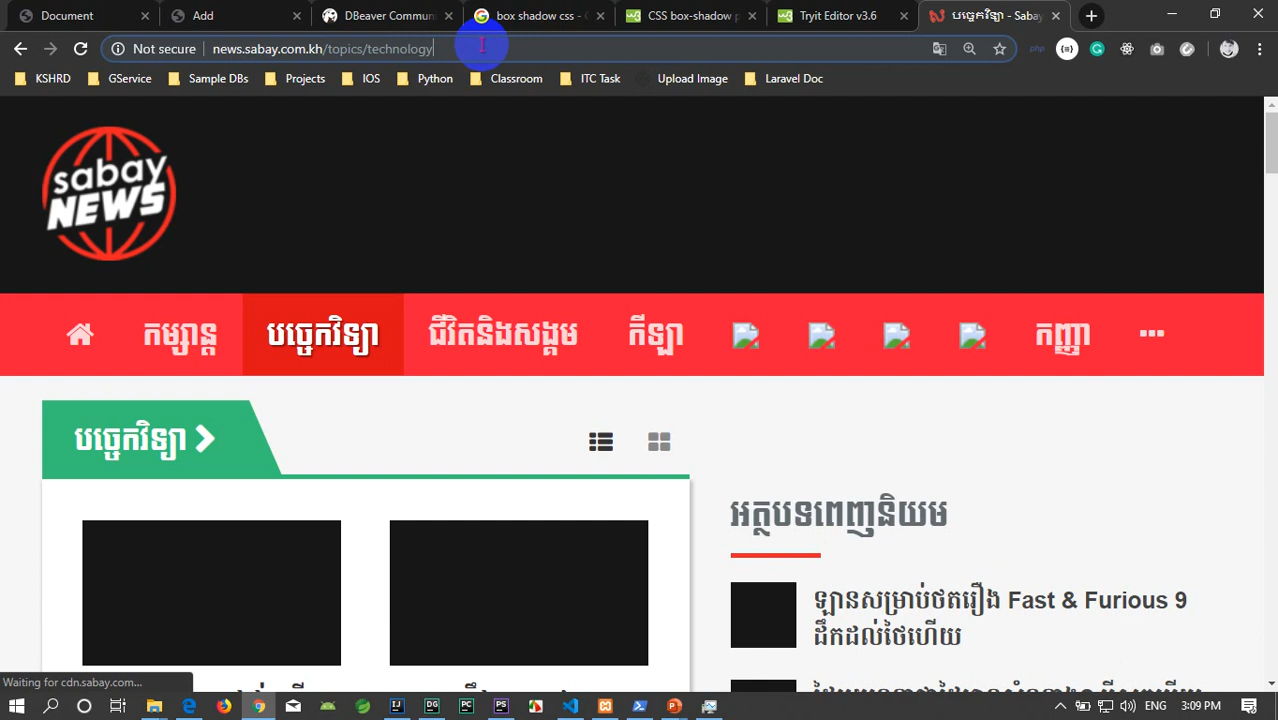 Document
Add
DBeaver Commun
box shadow css - G
CSS box-shadow p
Tryit Editor v3.6
បច្ចេកវិទ្យា - Sabay
Not secure
news.sabay.com.kh/topics/technology
php
KSHRD
GService
Sample DBs
Projects
IOS
Python
Classroom
ITC Task
Upload Image
Laravel Doc
sabay
NEWS
កម្សាន្ត
បច្ចេកវិទ្យា
ជីវិតនិងសង្គម
កីឡា
កញ្ញា
បច្ចេកវិទ្យា
អត្ថបទពេញនិយម
ឡានសម្រាប់ថតរឿង Fast & Furious 9
ដឹកដល់ថៃហើយ
Waiting for cdn.sabay.com...
ENG
3:09 PM